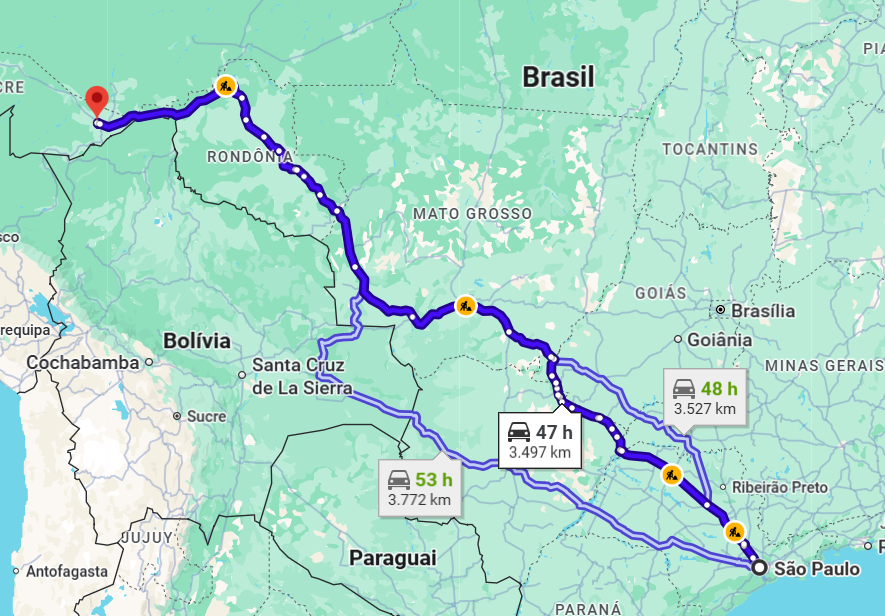 PIA
Brasil
CRE
TOCANTINS
RONDÔNIA
MATO GROSSO
sco
GOIÁS
Brasília
requipa
Bolívia
Goiânia
Cochabamba
Santa Cruz
de La Sierra
MINAS GERAIS
48 h
3.527 km
Sucre
47 h
3.497 km
53 h
3.772 km
Ribeirão Preto
JUJUY
Paraguai
Antofagasta
São Paulo
PARANÁ